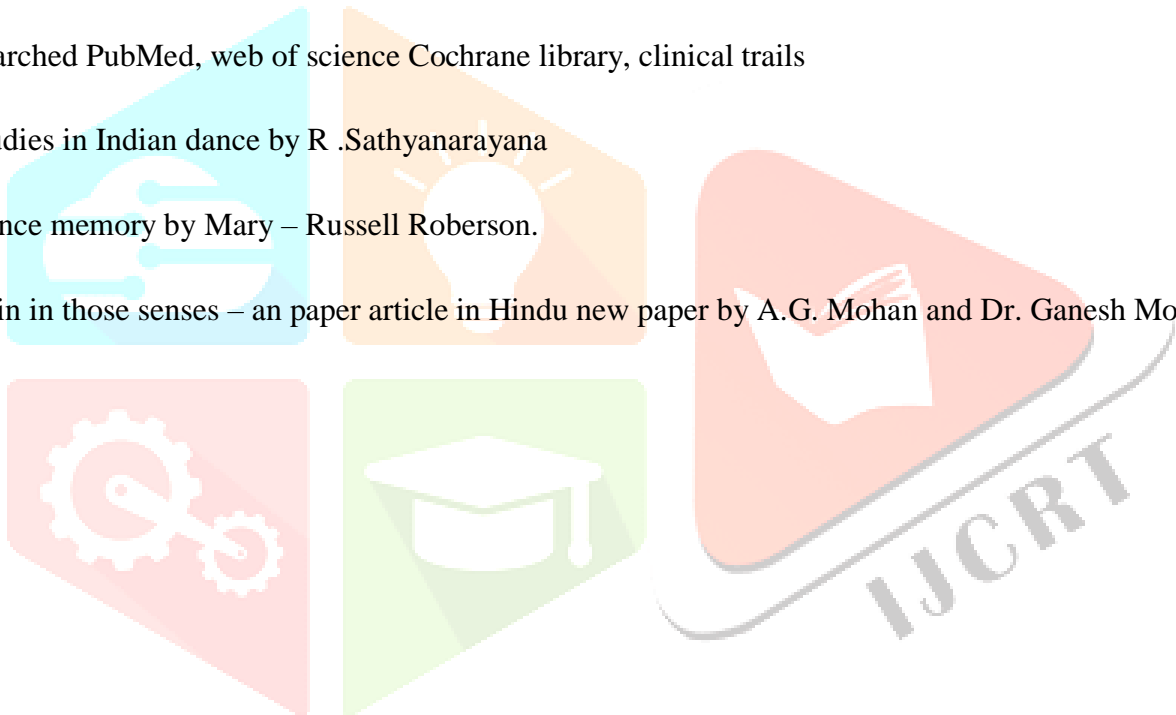 arched PubMed, web of science Cochrane library, clinical trails
udies in Indian dance by R .Sathyanarayana
nce memory by Mary – Russell Roberson.
in in those senses – an paper article in Hindu new paper by A.G. Mohan and Dr. Ganesh Mo
IJCRT